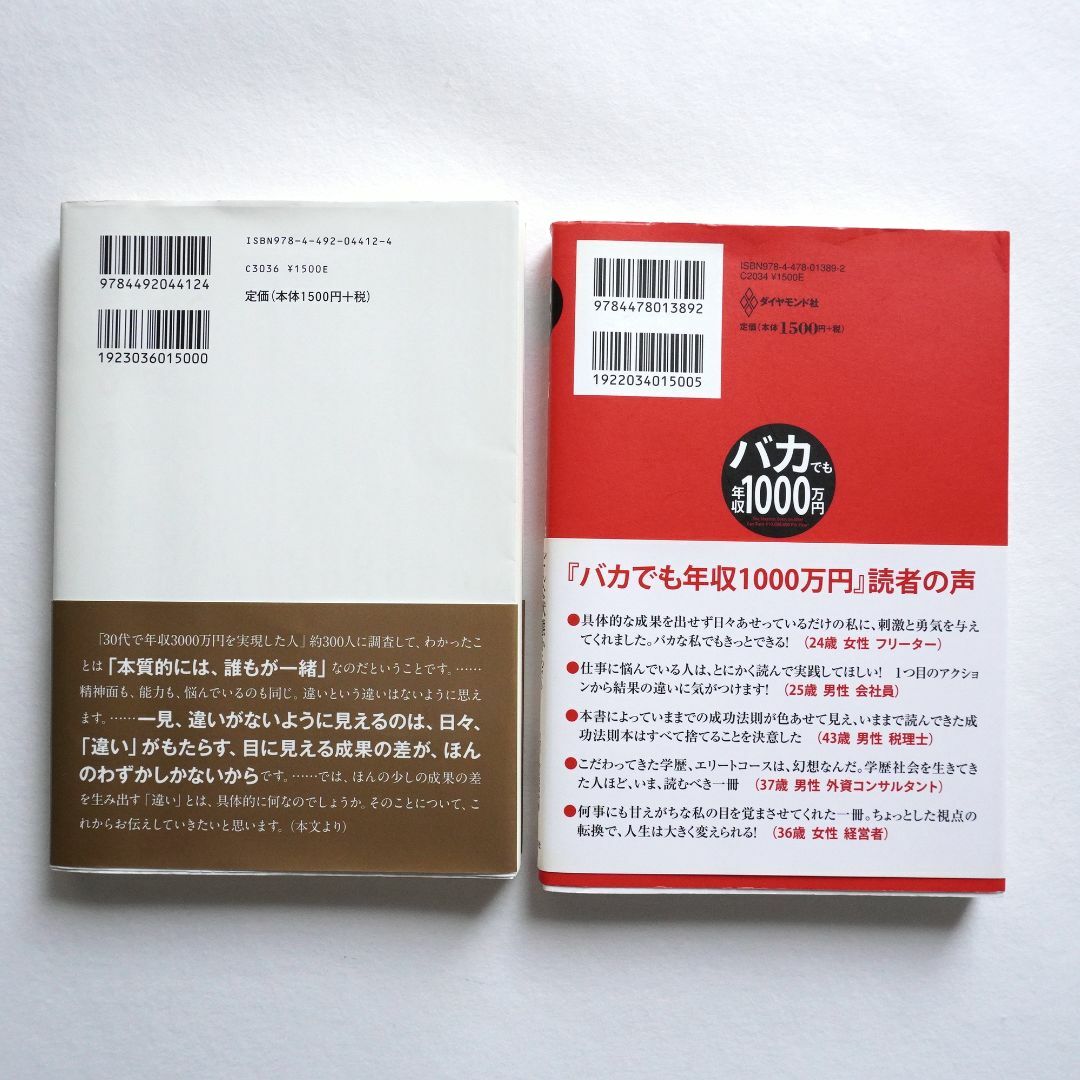 ISBN978-4-492-04412-4
C3036 ¥1500E
定価(本体1500円+税)
9784492044124
1923036015000
「30代で年収3000万円を実現した人」約300人に調査して、わかったこ
とは「本質的には、誰もが一緒」なのだということです。……
精神面も、能力も、悩んでいるのも同じ。違いという違いはないように思え
ます。……一見、違いがないように見えるのは、日々、
「違い」がもたらす、目に見える成果の差が、ほん
のわずかしかないからです。……では、ほんの少しの成果の差
を生み出す「違い」とは、具体的に何なのでしょうか。そのことについて、こ
れからお伝えしていきたいと思います。(本文より)
ISBN978-4-478-01389-2
C2034 ¥1500E
ダイヤモンド社
定価(本体1500円+税)
9784478013892
1922034015005
バカでも
年収1000万円
『バカでも年収1000万円』読者の声
●具体的な成果を出せず日々あせっているだけの私に、刺激と勇気を与え
てくれました。バカな私でもきっとできる! (24歳 女性 フリーター)
●仕事に悩んでいる人は、とにかく読んで実践してほしい! 1つ目のアクショ
ンから結果の違いに気がつけます! (25歳 男性 会社員)
●本書によっていままでの成功法則が色あせて見え、いままで読んできた成
功法則本はすべて捨てることを決意した (43歳 男性 税理士)
●こだわってきた学歴、エリートコースは、幻想なんだ。学歴社会を生きてき
た人ほど、いま、読むべき一冊 (37歳 男性 外資コンサルタント)
●何事にも甘えがちな私の目を覚まさせてくれた一冊。ちょっとした視点の
転換で、人生は大きく変えられる! (36歳 女性 経営者)